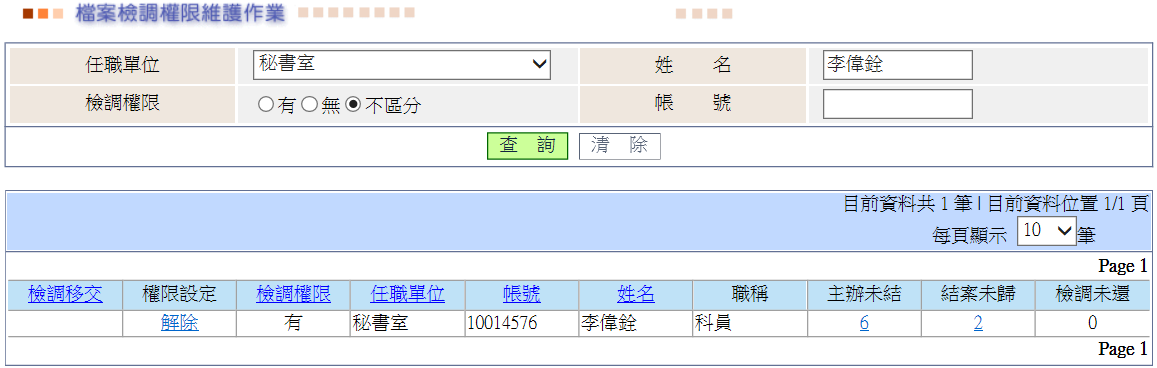 檔案檢調權限維護作業
任職單位 秘書室 姓 名 李偉銓
檢調權限 有 無 不區分 帳 號
查 詢 清 除
目前資料共 1 筆 | 目前資料位置 1/1 頁
每頁顯示 10 筆
Page 1
檢調移交 權限設定 檢調權限 任職單位 帳號 姓名 職稱 主辦未結 結案未歸 檢調未還
解除 有 秘書室 10014576 李偉銓 科員 6 2 0
Page 1